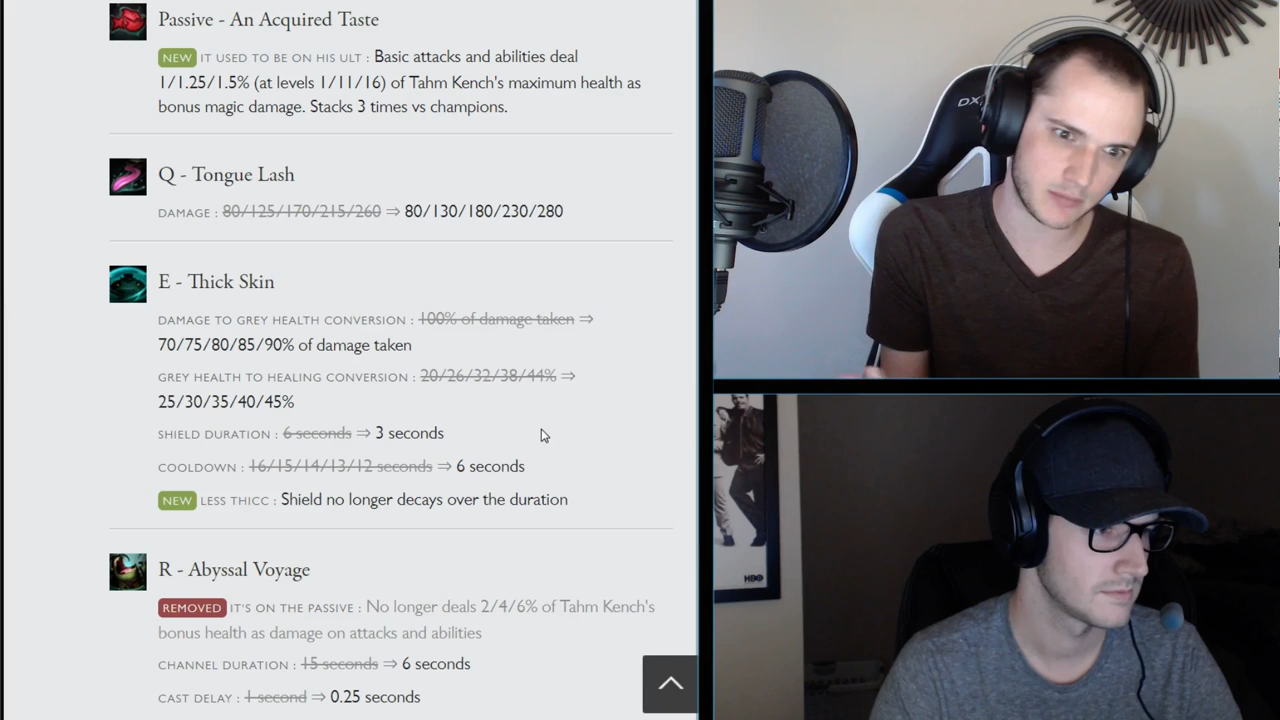 Passive - An Acquired Taste
NEW IT USED TO BE ON HIS ULT : Basic attacks and abilities deal
1/1.25/1.5% (at levels 1/11/16) of Tahm Kench's maximum health as
bonus magic damage. Stacks 3 times vs champions.
Q - Tongue Lash
DAMAGE : 80/125/170/215/260 ⇒ 80/130/180/230/280
E - Thick Skin
DAMAGE TO GREY HEALTH CONVERSION : 100% of damage taken ⇒
70/75/80/85/90% of damage taken
GREY HEALTH TO HEALING CONVERSION : 20/26/32/38/44% ⇒
25/30/35/40/45%
SHIELD DURATION : 6 seconds ⇒ 3 seconds
COOLDOWN : 16/15/14/13/12 seconds ⇒ 6 seconds
NEW LESS THICC : Shield no longer decays over the duration
R - Abyssal Voyage
REMOVED IT'S ON THE PASSIVE : No longer deals 2/4/6% of Tahm Kench's
bonus health as damage on attacks and abilities
CHANNEL DURATION : 15 seconds ⇒ 6 seconds
CAST DELAY : 1 second ⇒ 0.25 seconds
DX
HBO